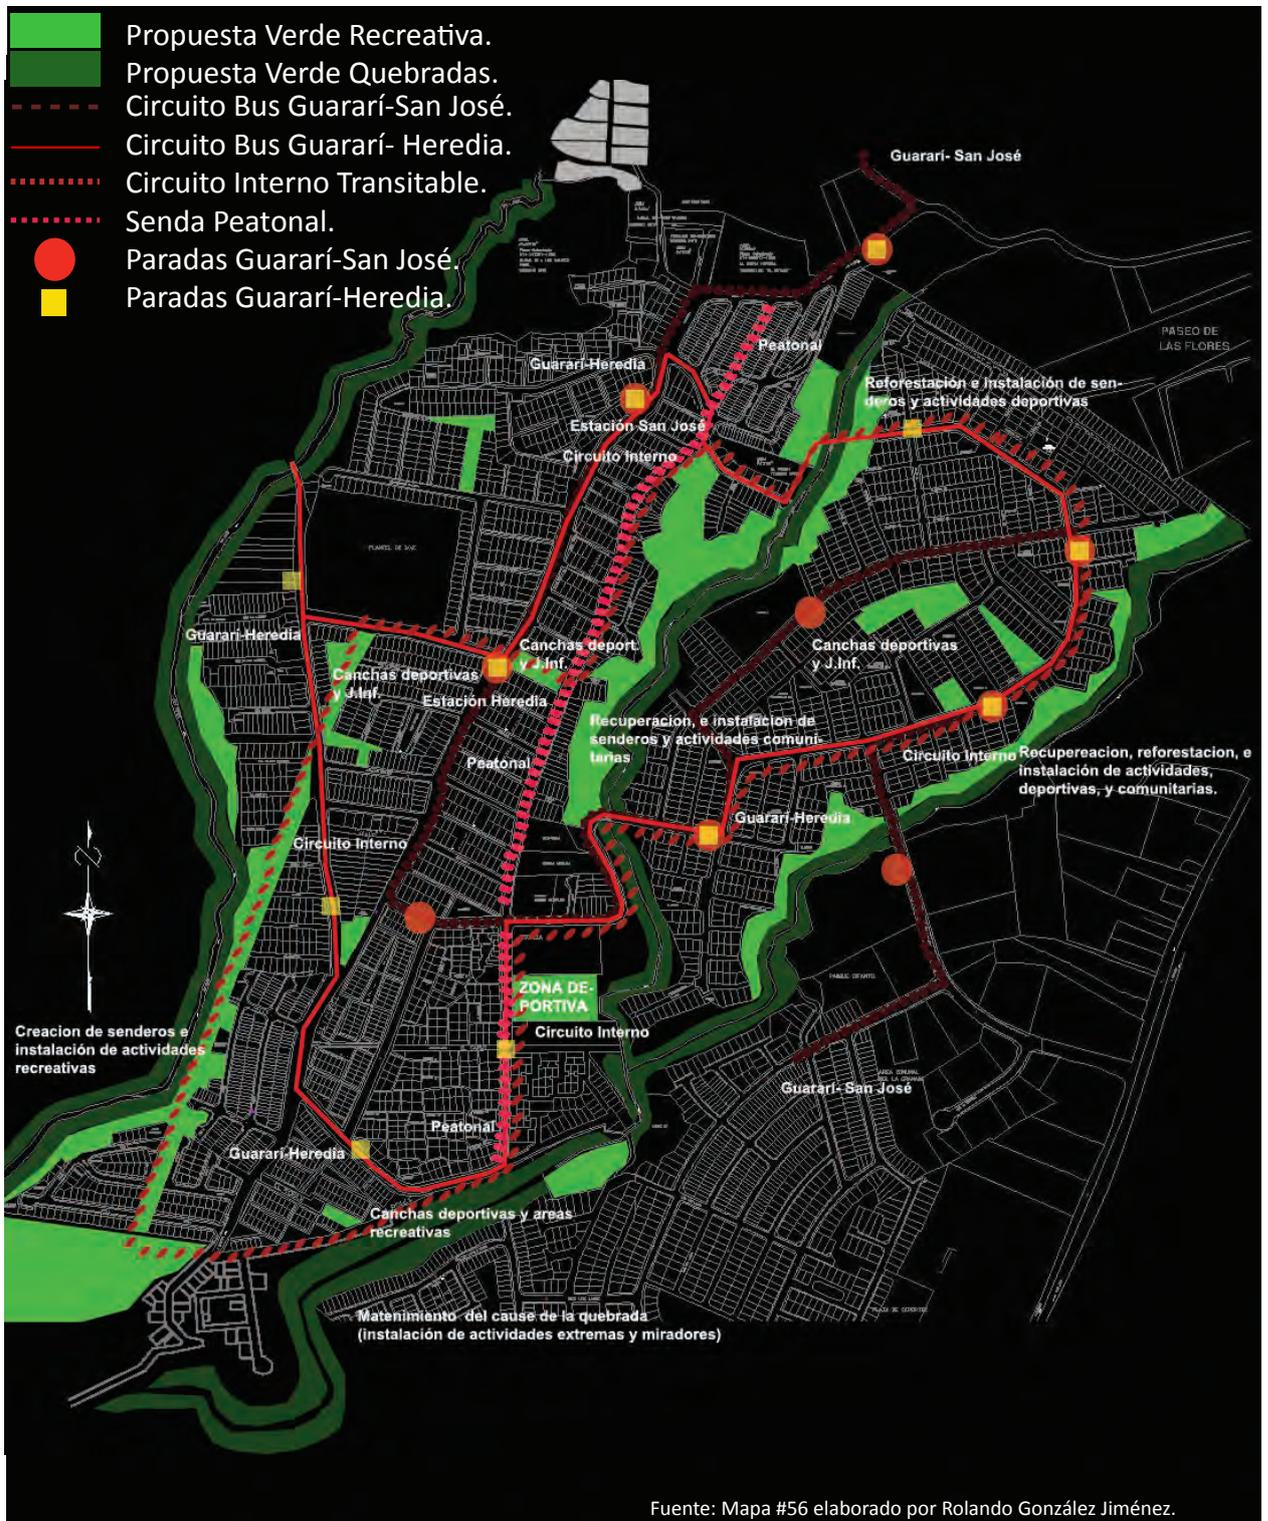 Propuesta Verde Recreativa.
Propuesta Verde Quebradas.
Circuito Bus Guararí-San José.
Circuito Bus Guararí- Heredia.
Circuito Interno Transitable.
Senda Peatonal.
Paradas Guararí-San José.
Paradas Guararí-Heredia.
Guararí- San José
PASEO DE
LAS FLORES
Peatonal
Guararí-Heredia
Reforestación e instalación de sen-
deros y actividades deportivas
Estación San José
Circuito Interno
PLANTEL DE
Guararí-Heredia
Canchas deport.
y J.Inf.
Canchas deportivas
y J.Inf.
Canchas deportivas
y J.Inf.
Estación Heredia
Recuperacion, e instalacion de
senderos y actividades comuni-
tarias
Peatonal
Circuito Interno
Recupereacion, reforestacion, e
instalación de actividades,
deportivas, y comunitarias.
Guararí-Heredia
Circuito Interno
N
ZONA DE-
PORTIVA
Circuito Interno
Creacion de senderos e
instalación de actividades
recreativas
Guararí- San José
Peatonal
Guararí-Heredia
Canchas deportivas y areas
recreativas
Matenimiento del cause de la quebrada
(instalación de actividades extremas y miradores)
Fuente: Mapa #56 elaborado por Rolando González Jiménez.